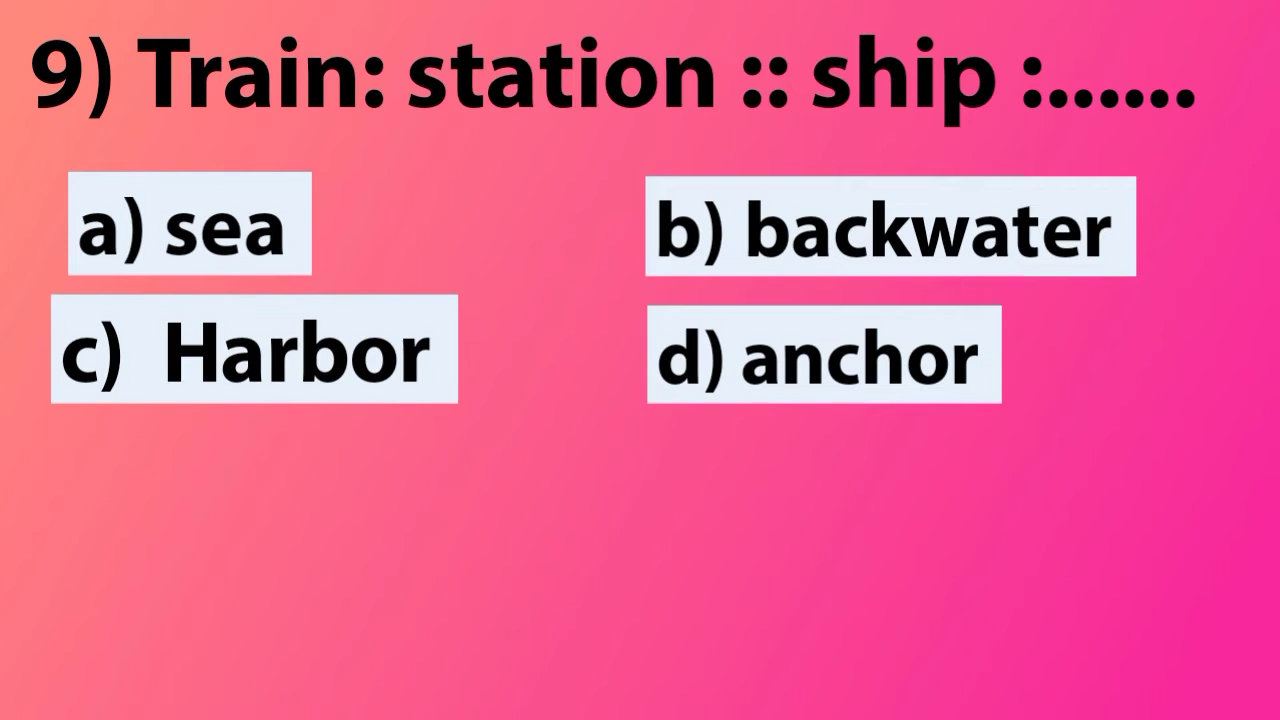 9) Train: station :: ship :......
a) sea
b) backwater
c) Harbor
d) anchor